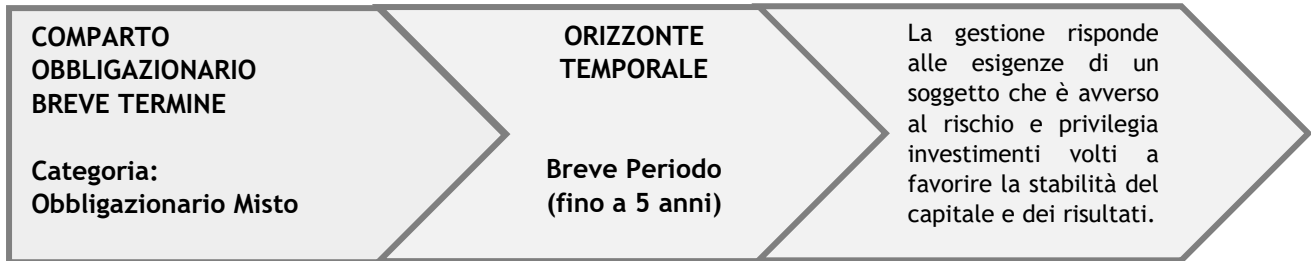 COMPARTO
OBBLIGAZIONARIO
BREVE TERMINE
Categoria:
Obbligazionario Misto
ORIZZONTE
TEMPORALE
Breve Periodo
(fino a 5 anni)
La gestione risponde
alle esigenze di un
soggetto che è avverso
al rischio e privilegia
investimenti volti a
favorire la stabilità del
capitale e dei risultati.